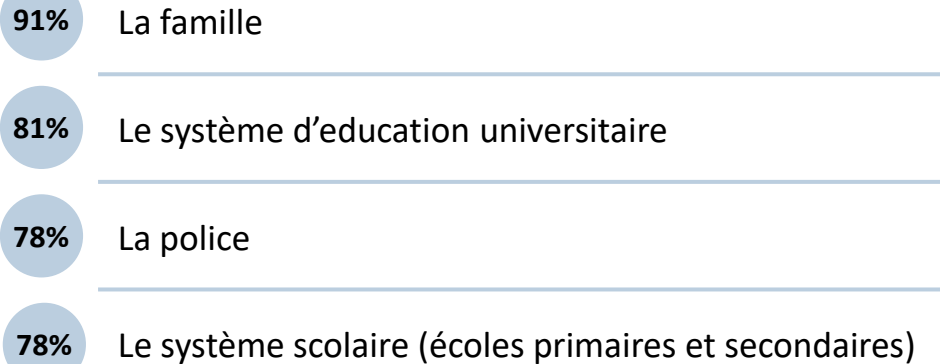 91% La famille
81% Le système d’education universitaire
78% La police
78% Le système scolaire (écoles primaires et secondaires)